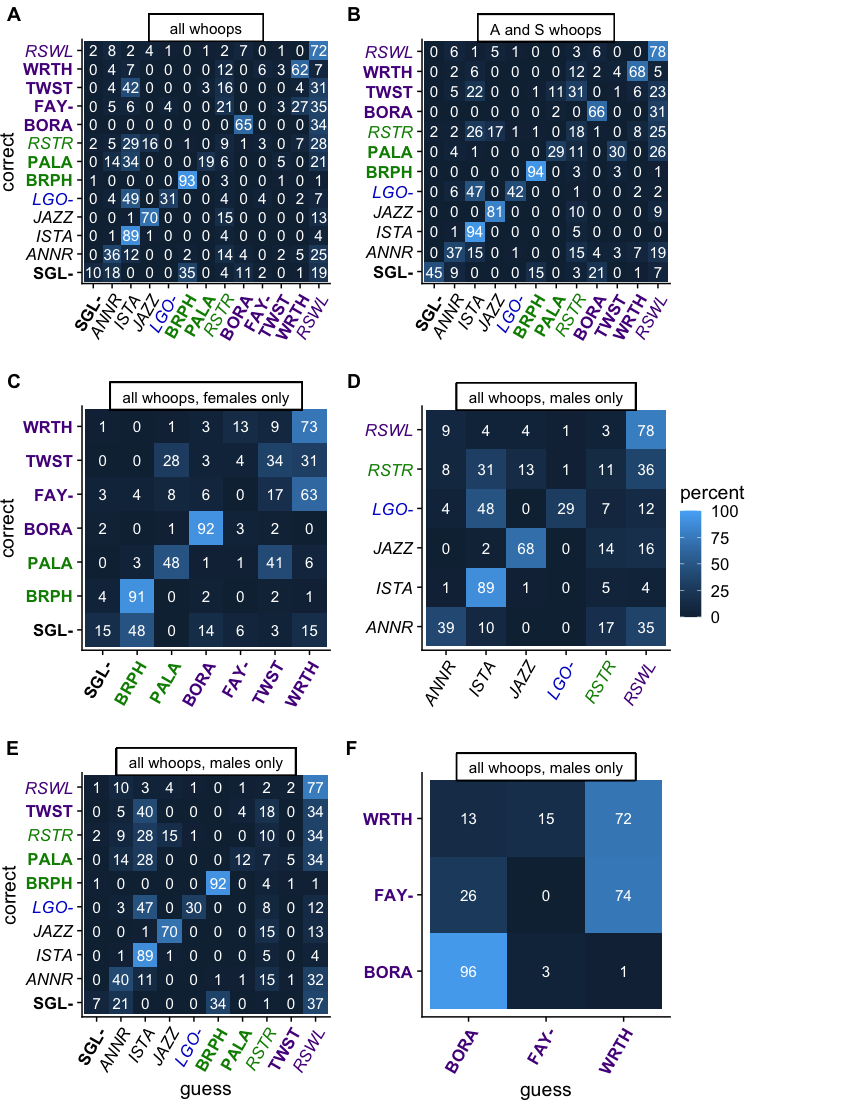 A
all whoops
correct
RSWL 2 8 2 4 1 0 1 2 7 0 1 0 72
WRTH 0 4 7 0 0 0 0 12 0 6 3 62 7
TWST 0 4 42 0 0 0 3 16 0 0 0 4 31
FAY- 0 5 6 0 4 0 0 21 0 0 3 27 35
BORA 0 0 0 0 0 0 0 0 65 0 0 0 34
RSTR 2 5 29 16 0 1 0 9 1 3 0 7 28
PALA 0 14 34 0 0 0 19 6 0 0 5 0 21
BRPH 1 0 0 0 0 93 0 3 0 0 1 0 1
LGO- 0 4 49 0 31 0 0 4 0 4 0 2 7
JAZZ 0 0 1 70 0 0 0 15 0 0 0 0 13
ISTA 0 1 89 1 0 0 0 4 0 0 0 0 4
ANNR 0 36 12 0 0 2 0 14 4 0 2 5 25
SGL- 10 18 0 0 0 35 0 4 11 2 0 1 19
SGL- ANNR ISTA JAZZ LGO- BRPH PALA RSTR BORA FAY- TWST WRTH RSWL
B
A and S whoops
RSWL 0 6 1 5 1 0 0 3 6 0 0 78
WRTH 0 2 6 0 0 0 0 12 2 4 68 5
TWST 0 5 22 0 0 1 11 31 0 1 6 23
BORA 0 0 0 0 0 0 2 0 66 0 0 31
RSTR 2 2 26 17 1 1 0 18 1 0 8 25
PALA 0 4 1 0 0 0 29 11 0 30 0 26
BRPH 0 0 0 0 0 94 0 3 0 3 0 1
LGO- 0 6 47 0 42 0 0 1 0 0 2 2
JAZZ 0 0 0 81 0 0 0 10 0 0 0 9
ISTA 0 1 94 0 0 0 0 5 0 0 0 0
ANNR 0 37 15 0 1 0 0 15 4 3 7 19
SGL- 45 9 0 0 0 15 0 3 21 0 1 7
SGL- ANNR ISTA JAZZ LGO- BRPH PALA RSTR BORA TWST WRTH RSWL
C
all whoops, females only
correct
WRTH 1 0 1 3 13 9 73
TWST 0 0 28 3 4 34 31
FAY- 3 4 8 6 0 17 63
BORA 2 0 1 92 3 2 0
PALA 0 3 48 1 1 41 6
BRPH 4 91 0 2 0 2 1
SGL- 15 48 0 14 6 3 15
SGL- BRPH PALA BORA FAY- TWST WRTH
D
all whoops, males only
RSWL 9 4 4 1 3 78
RSTR 8 31 13 1 11 36
LGO- 4 48 0 29 7 12
JAZZ 0 2 68 0 14 16
ISTA 1 89 1 0 5 4
ANNR 39 10 0 0 17 35
ANNR ISTA JAZZ LGO- RSTR RSWL
percent
100
75
50
25
0
E
all whoops, males only
correct
RSWL 1 10 3 4 1 0 1 2 2 77
TWST 0 5 40 0 0 0 4 18 0 34
RSTR 2 9 28 15 1 0 0 10 0 34
PALA 0 14 28 0 0 0 12 7 5 34
BRPH 1 0 0 0 0 92 0 4 1 1
LGO- 0 3 47 0 30 0 0 8 0 12
JAZZ 0 0 1 70 0 0 0 15 0 13
ISTA 0 1 89 1 0 0 0 5 0 4
ANNR 0 40 11 0 0 1 1 15 1 32
SGL- 7 21 0 0 0 34 0 1 0 37
SGL- ANNR ISTA JAZZ LGO- BRPH PALA RSTR TWST RSWL
guess
F
all whoops, males only
WRTH 13 15 72
FAY- 26 0 74
BORA 96 3 1
BORA FAY- WRTH
guess